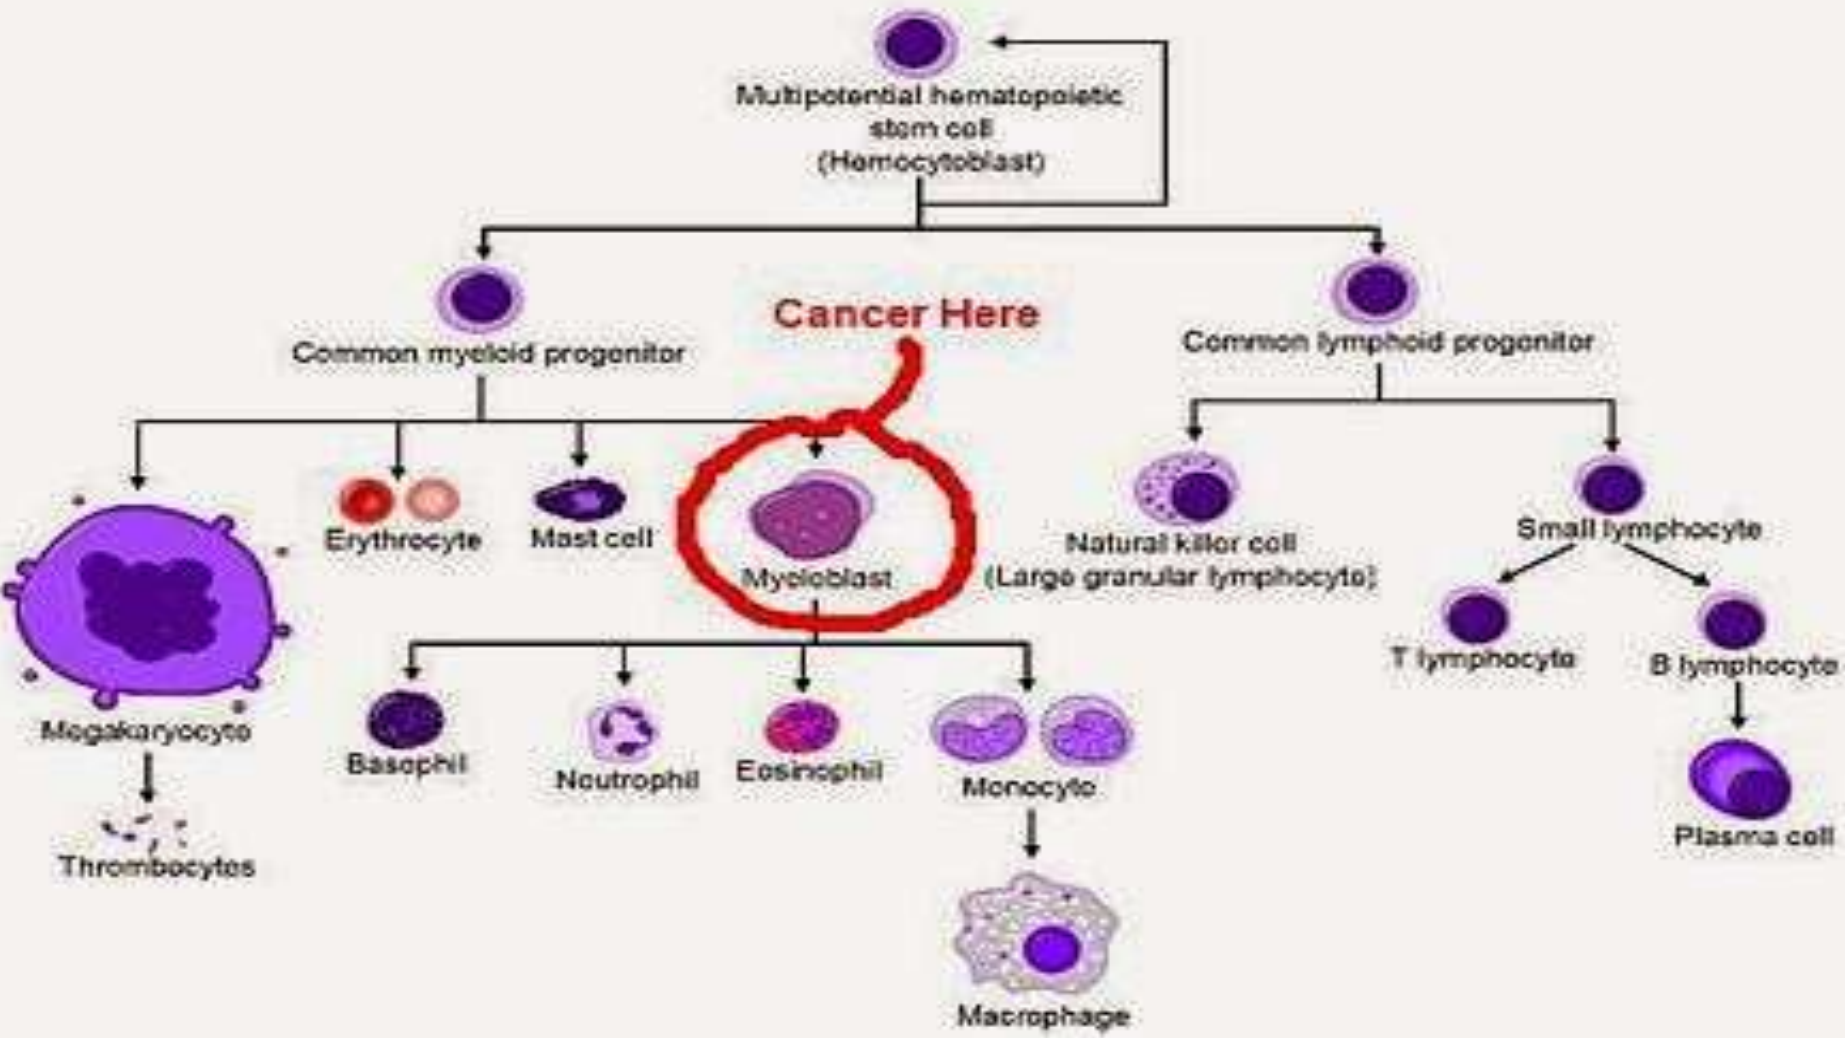 Multipotential hematopoietic
stem cell
(Hemocytoblast)
Cancer Here
Common myeloid progenitor
Common lymphoid progenitor
Erythrocyte
Mast cell
Myeloblast
Natural killer cell
(Large granular lymphocyte)
Small lymphocyte
T lymphocyte
B lymphocyte
Megakaryocyte
Basophil
Neutrophil
Eosinophil
Monocyte
Thrombocytes
Plasma cell
Macrophage